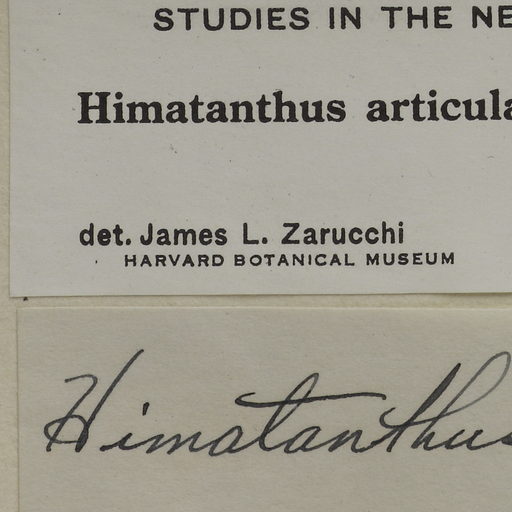 STUDIES IN THE NE
Himatanthus articula
det. James L. Zarucchi
HARVARD BOTANICAL MUSEUM
Himatanthus